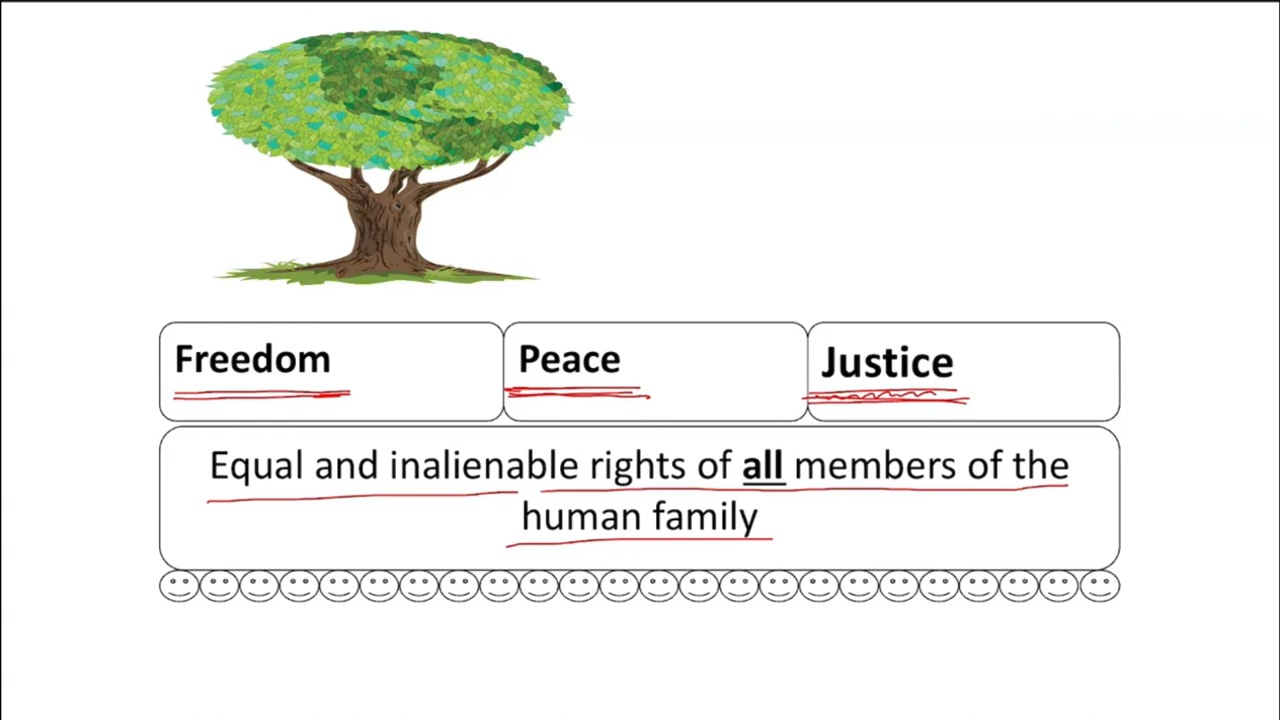 Freedom
Peace
Justice
Equal and inalienable rights of all members of the
human family